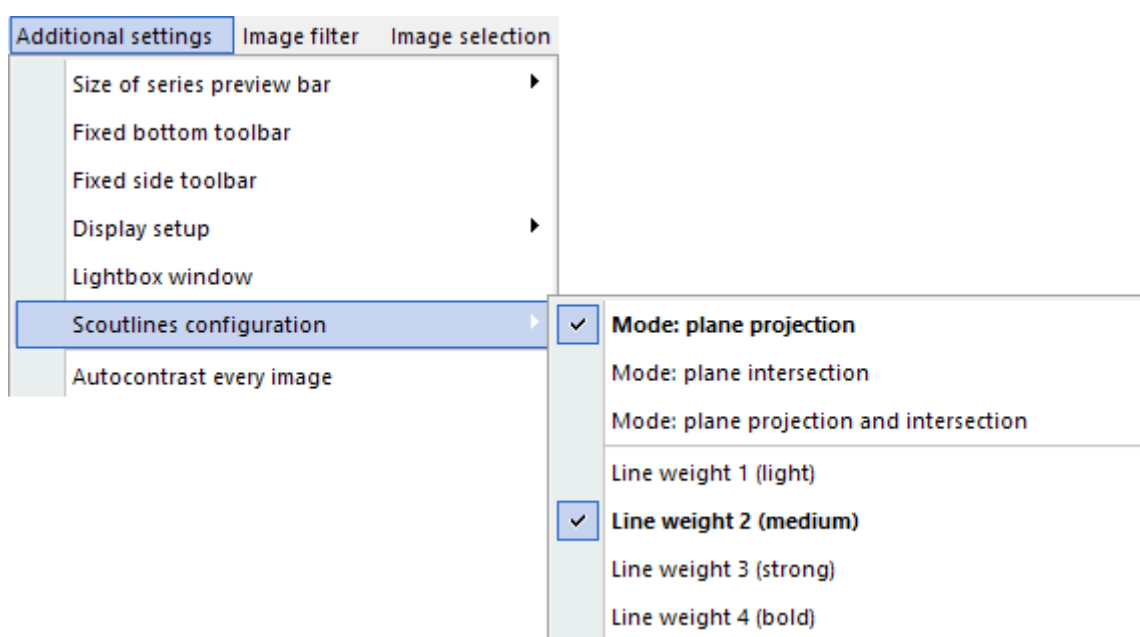 Additional settings Image filter Image selection
Size of series preview bar
Fixed bottom toolbar
Fixed side toolbar
Display setup
Lightbox window
Scoutlines configuration
Autocontrast every image
Mode: plane projection
Mode: plane intersection
Mode: plane projection and intersection
Line weight 1 (light)
Line weight 2 (medium)
Line weight 3 (strong)
Line weight 4 (bold)